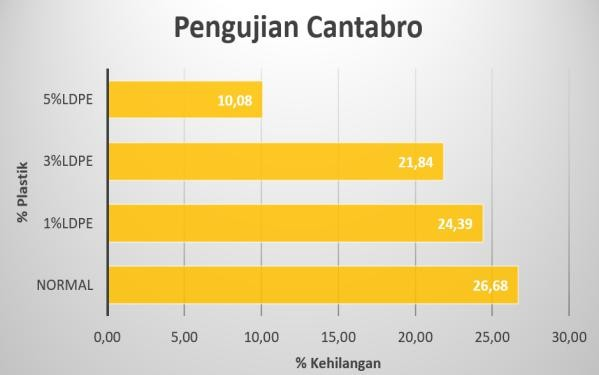 Pengujian Cantabro
% Plastik
5%LDPE
10,08
3%LDPE
21,84
1%LDPE
24,39
NORMAL
26,68
0,00 5,00 10,00 15,00 20,00 25,00 30,00
% Kehilangan